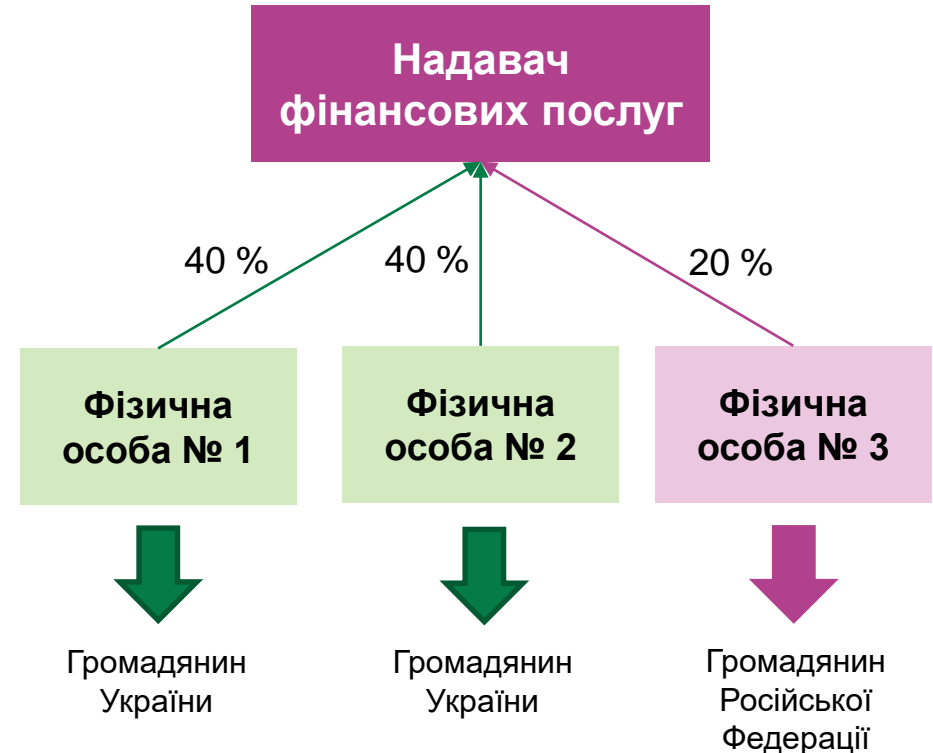 Надавач
фінансових послуг
40 %
40 %
20 %
Фізична
особа № 1
Фізична
особа № 2
Фізична
особа № 3
Громадянин
України
Громадянин
України
Громадянин
Російської
Федерації